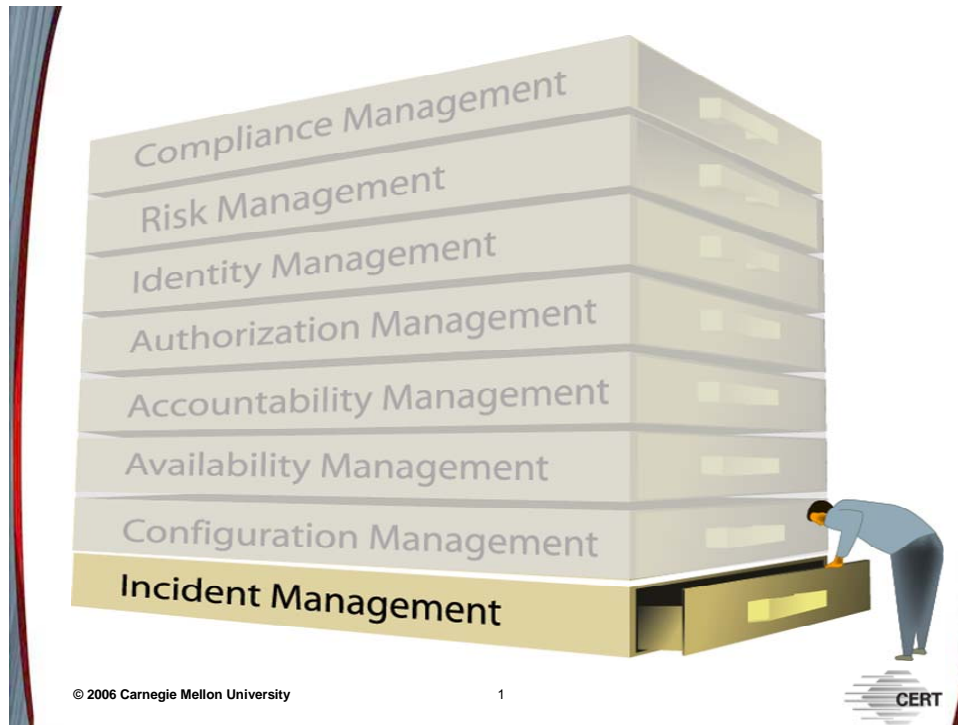 Compliance Management
Risk Management
Identity Management
Authorization Management
Accountability Management
Availability Management
Configuration Management
Incident Management
© 2006 Carnegie Mellon University
1
CERT